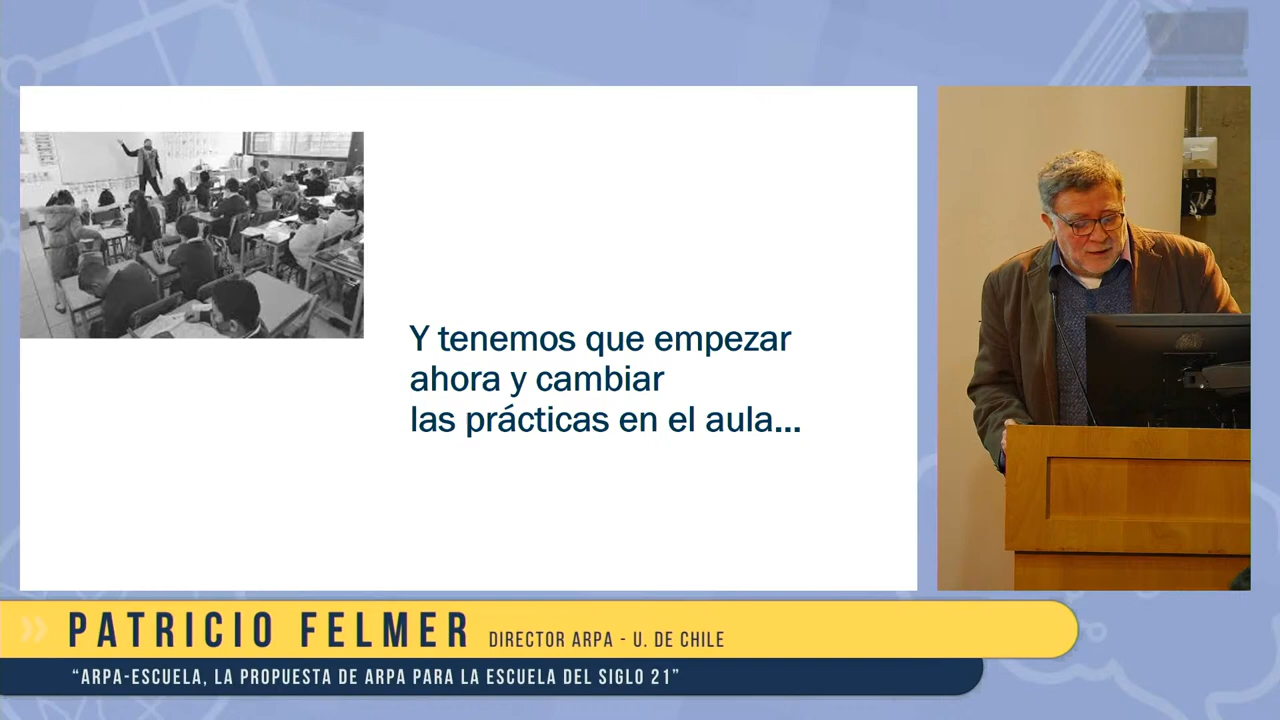 Y tenemos que empezar
ahora y cambiar
las prácticas en el aula...
PATRICIO FELMER DIRECTOR ARPA - U. DE CHILE
“ARPA-ESCUELA, LA PROPUESTA DE ARPA PARA LA ESCUELA DEL SIGLO 21”